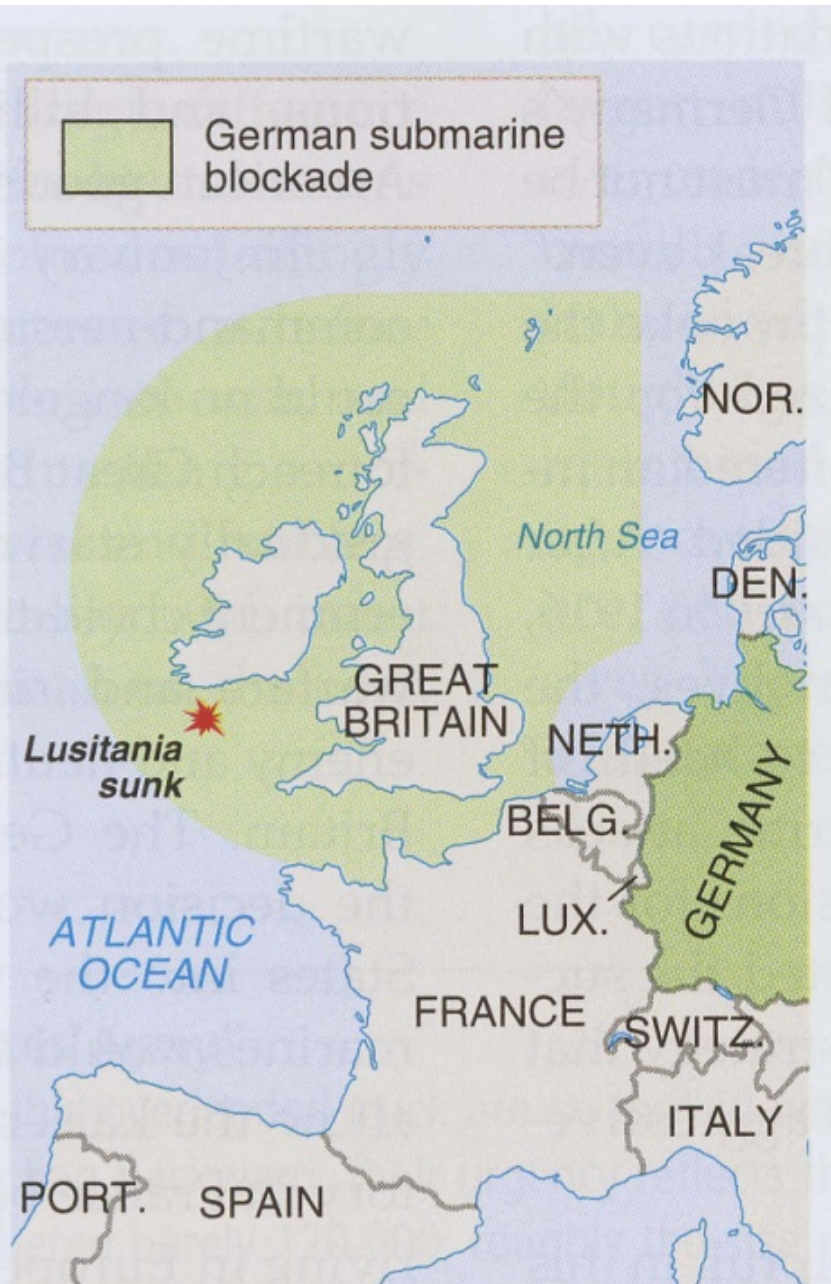 German submarine
blockade
NOR.
North Sea
DEN.
GREAT
BRITAIN
NETH.
Lusitania
sunk
BELG.
GERMANY
LUX.
ATLANTIC
OCEAN
FRANCE
SWITZ.
ITALY
PORT.
SPAIN